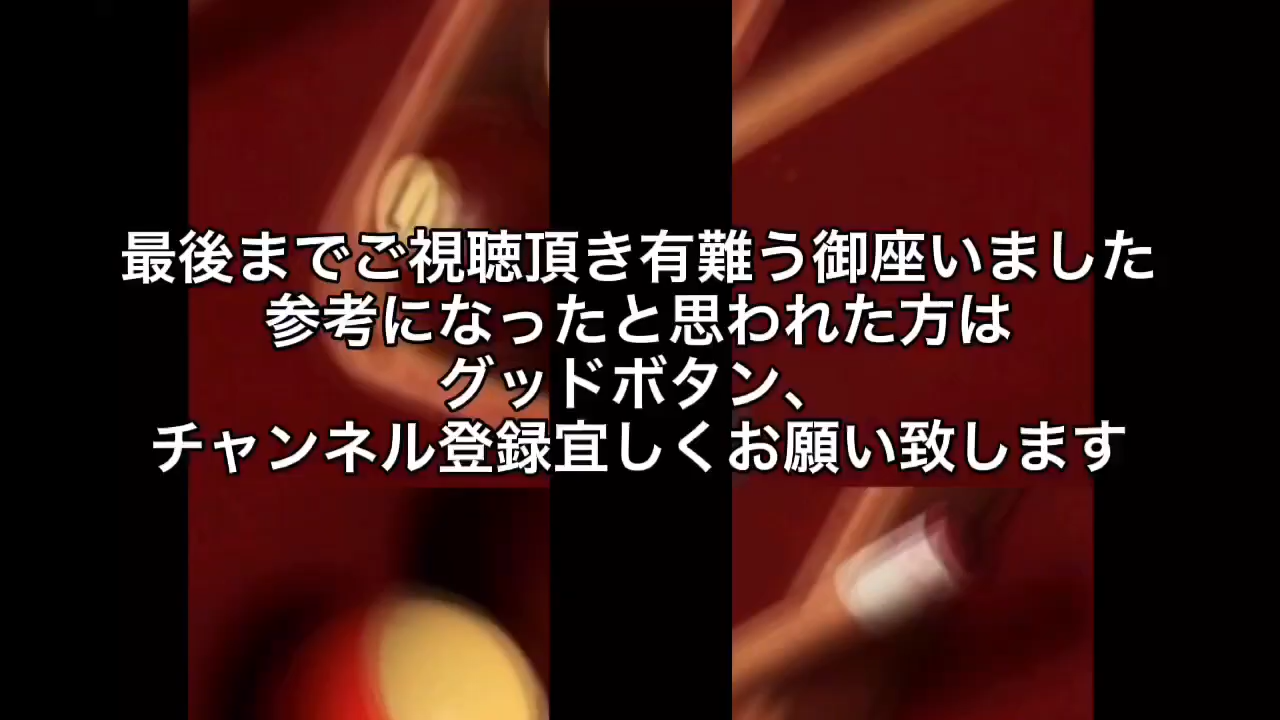 最後までご視聴頂き有難う御座いました
参考になったと思われた方は
グッドボタン、
チャンネル登録宜しくお願い致します